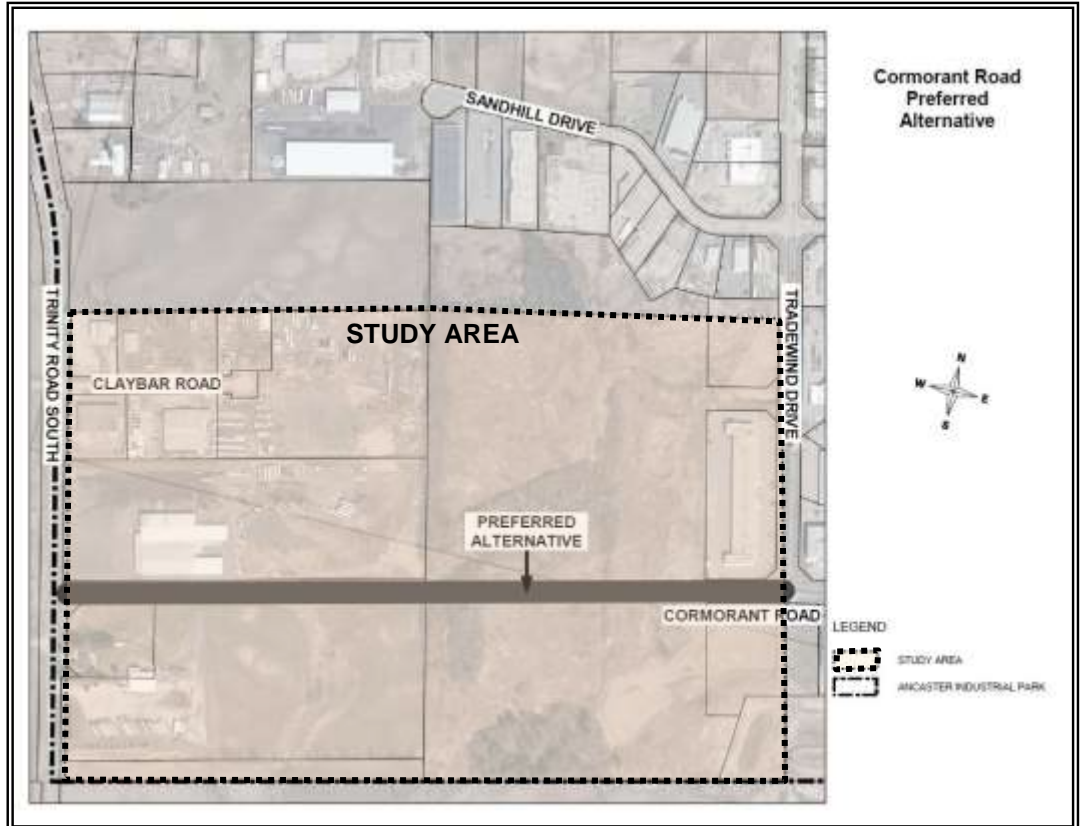 Cormorant Road
Preferred
Alternative
SANDHILL DRIVE
TRINITY ROAD SOUTH
TRADEWIND DRIVE
STUDY AREA
CLAYBAR ROAD
N
W
E
S
PREFERRED
ALTERNATIVE
CORMORANT ROAD
LEGEND
STUDY AREA
ANCASTER INDUSTRIAL PARK